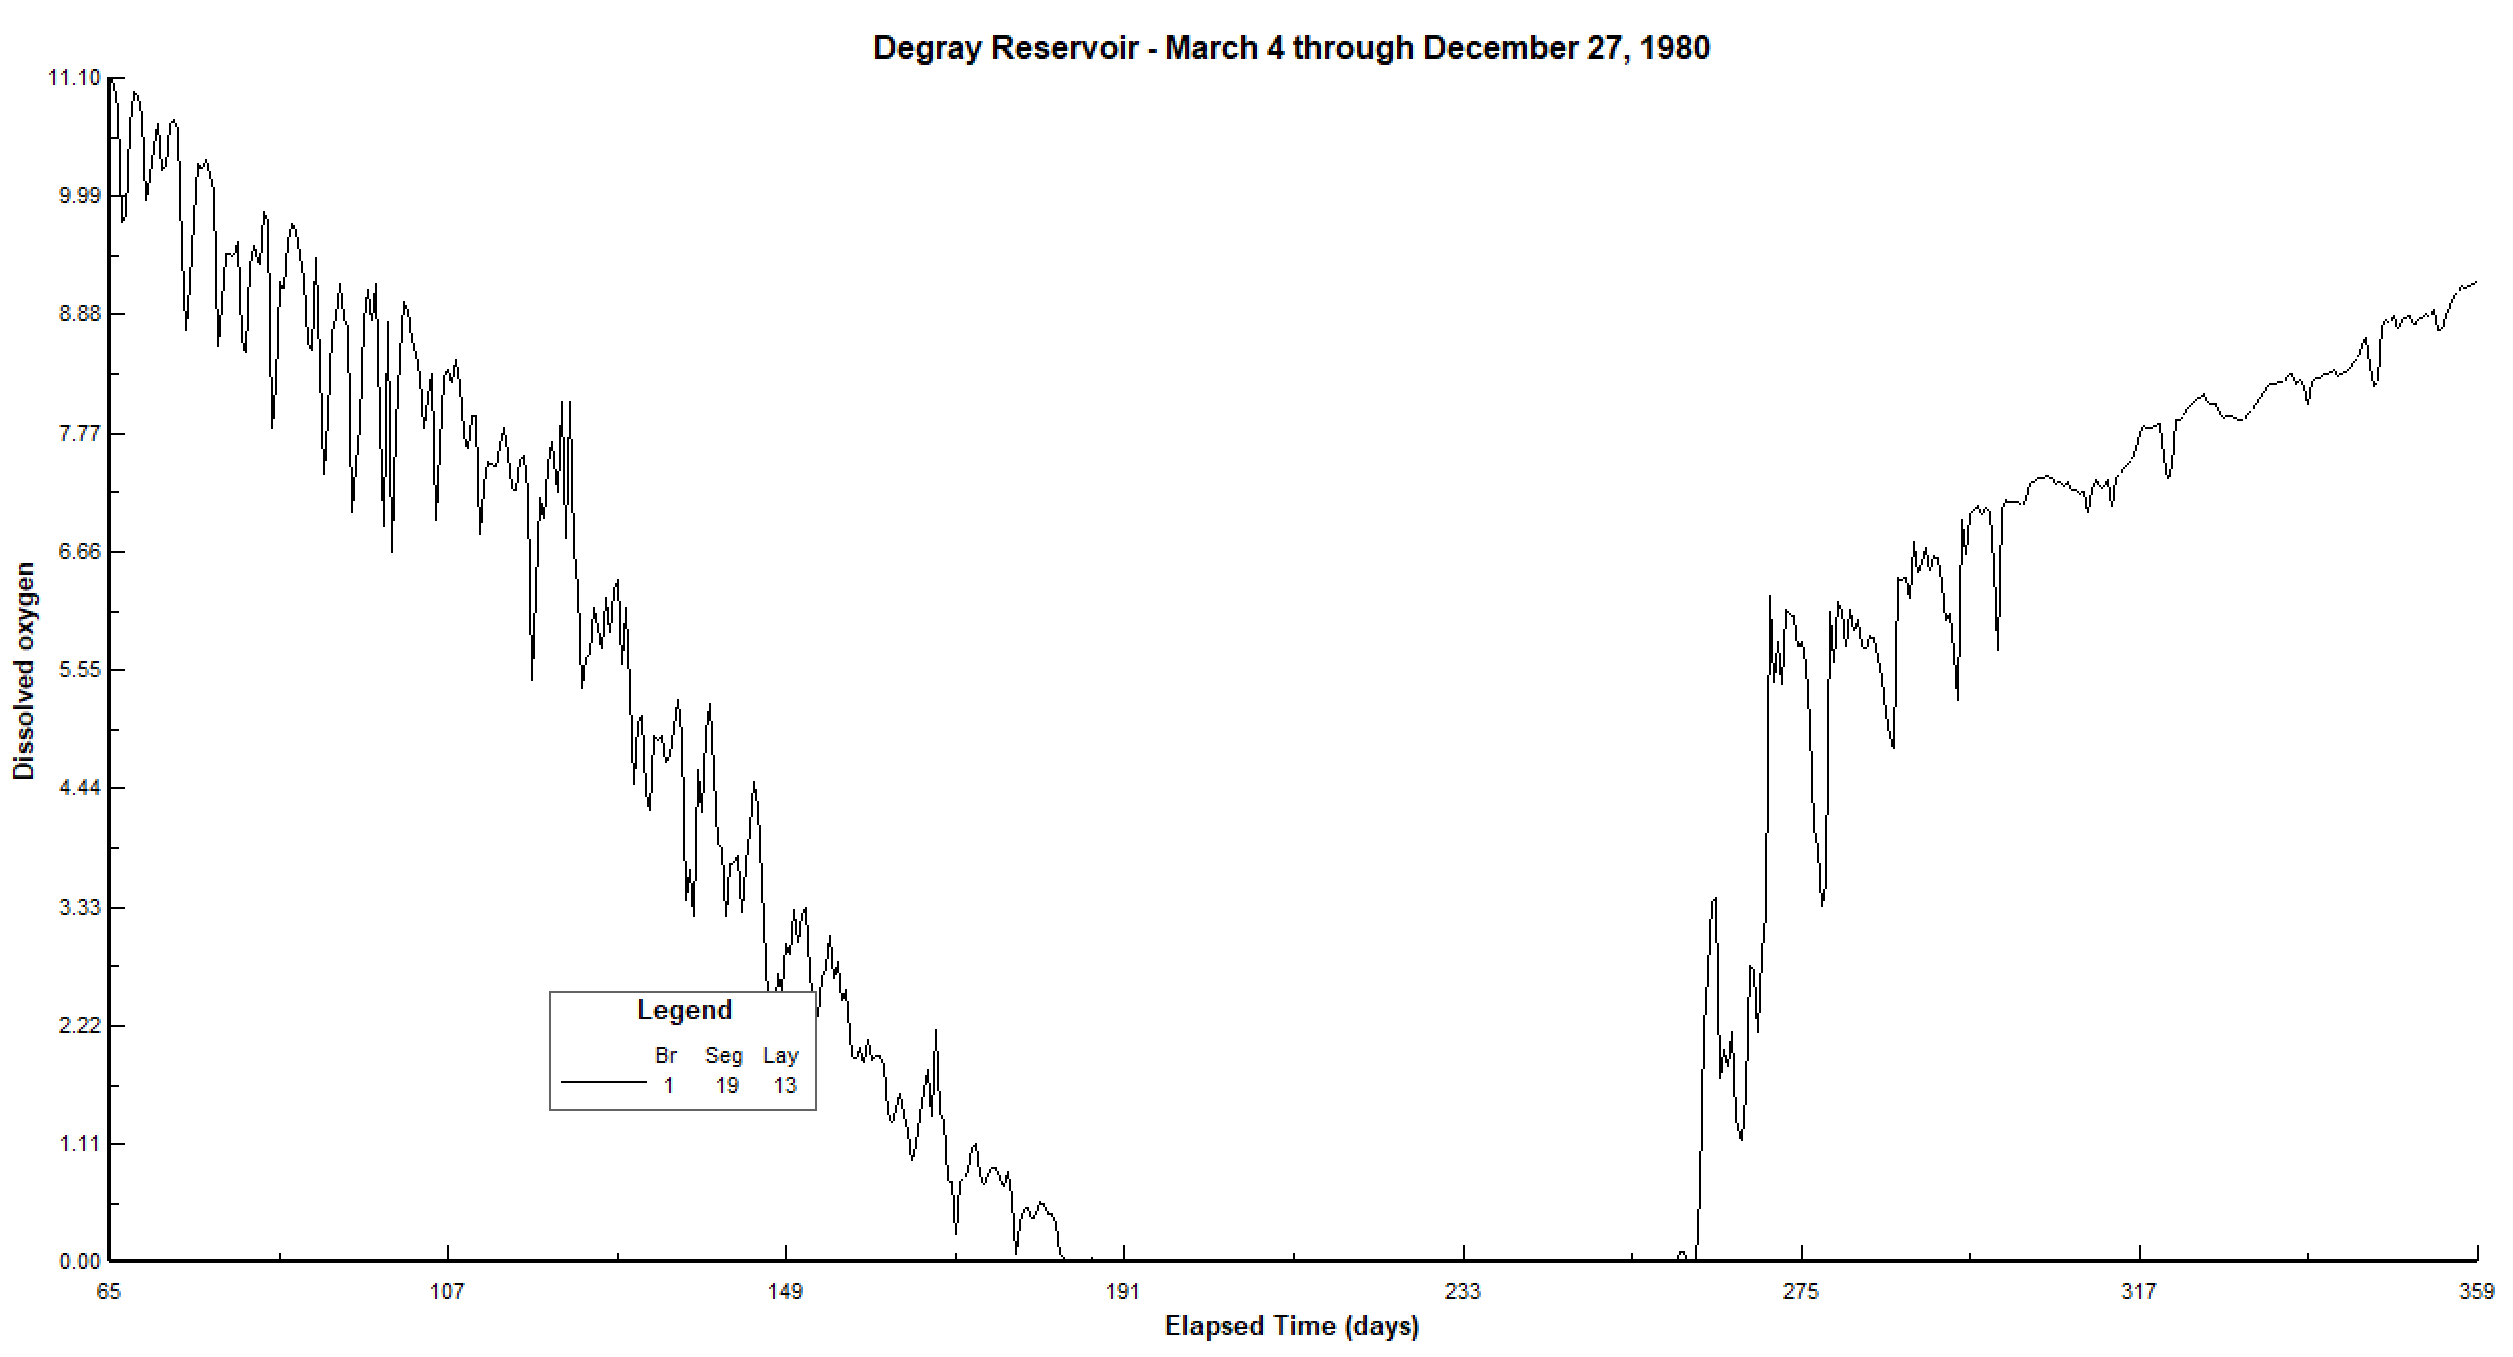 Degray Reservoir - March 4 through December 27, 1980
11.10
9.99
8.88
7.77
6.66
5.55
4.44
3.33
2.22
1.11
0.00
Dissolved oxygen
Legend
Br Seg Lay
1 19 13
65 107 149 191 233 275 317 359
Elapsed Time (days)